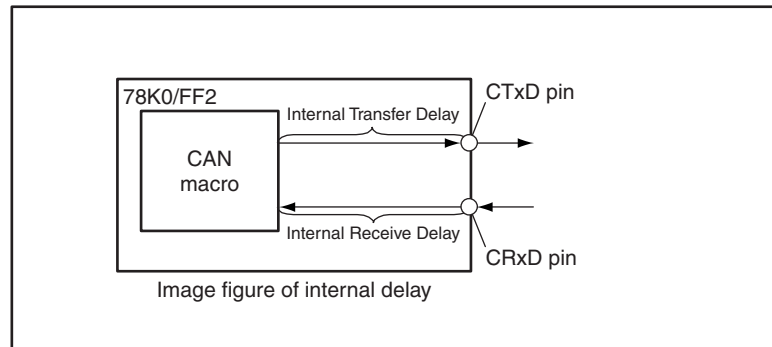 78K0/FF2
CTxD pin
Internal Transfer Delay
CAN
macro
Internal Receive Delay
CRxD pin
Image figure of internal delay